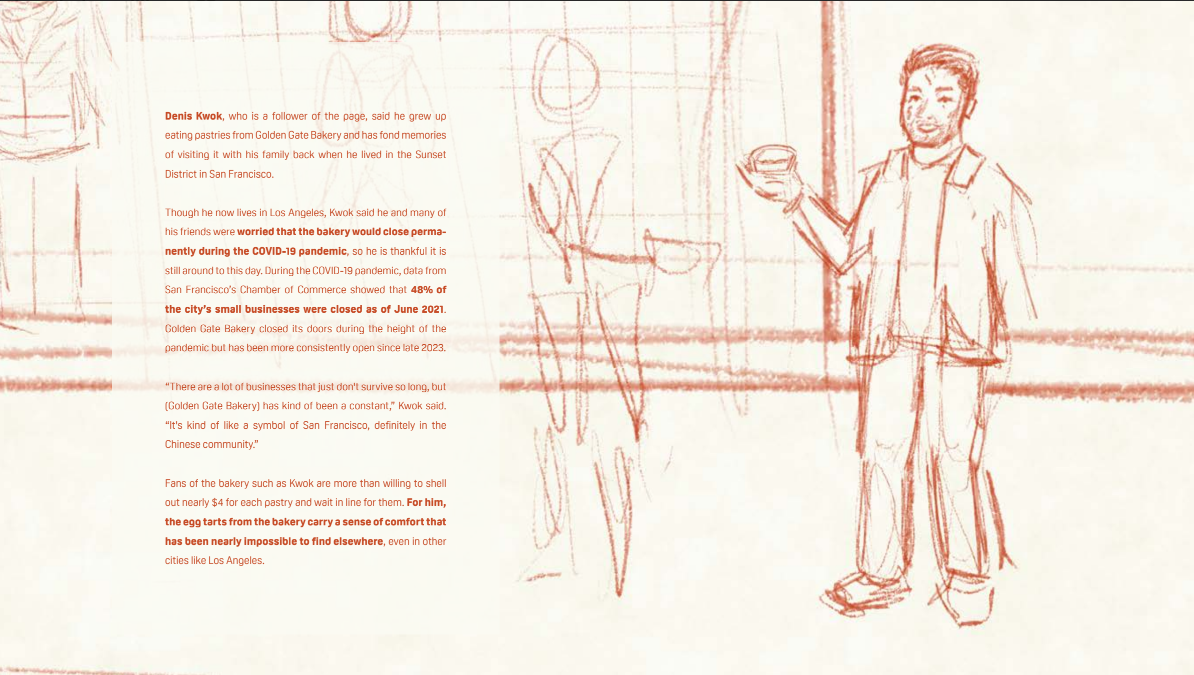 Denis Kwok, who is a follower of the page, said he grew up
eating pastries from Golden Gate Bakery and has fond memories
of visiting it with his family back when he lived in the Sunset
District in San Francisco.
Though he now lives in Los Angeles, Kwok said he and many of
his friends were worried that the bakery would close perma-
nently during the COVID-19 pandemic, so he is thankful it is
still around to this day. During the COVID-19 pandemic, data from
San Francisco's Chamber of Commerce showed that 48% of
the city's small businesses were closed as of June 2021.
Golden Gate Bakery closed its doors during the height of the
pandemic but has been more consistently open since late 2023.
“There are a lot of businesses that just don't survive so long, but
(Golden Gate Bakery) has kind of been a constant,” Kwok said.
“It's kind of like a symbol of San Francisco, definitely in the
Chinese community.”
Fans of the bakery such as Kwok are more than willing to shell
out nearly $4 for each pastry and wait in line for them. For him,
the egg tarts from the bakery carry a sense of comfort that
has been nearly impossible to find elsewhere, even in other
cities like Los Angeles.